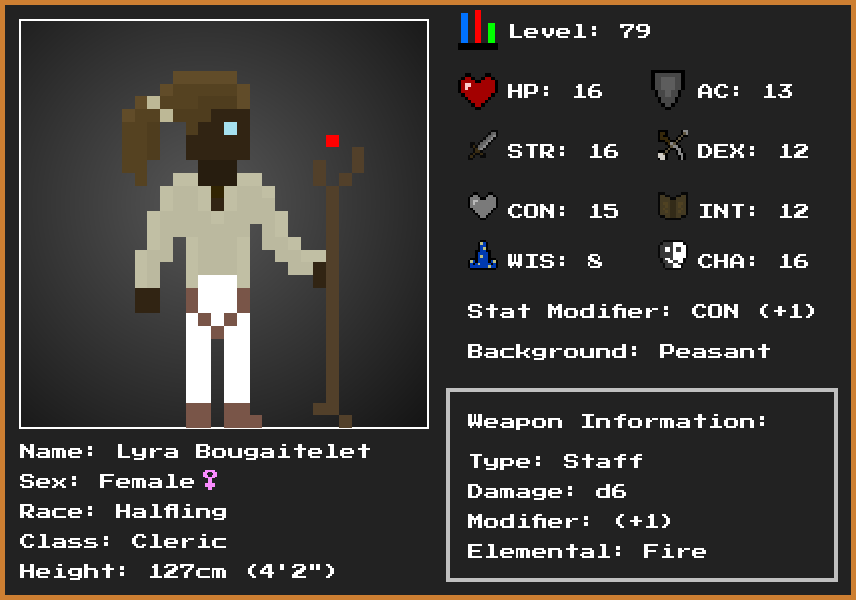 Level: 79
HP: 16 AC: 13
STR: 16 DEX: 12
CON: 15 INT: 12
WIS: 8 CHA: 16
Stat Modifier: CON (+1)
Background: Peasant
Weapon Information:
Type: Staff
Damage: d6
Modifier: (+1)
Elemental: Fire
Name: Lyra Bougaitelet
Sex: Female♀
Race: Halfling
Class: Cleric
Height: 127cm (4'2")